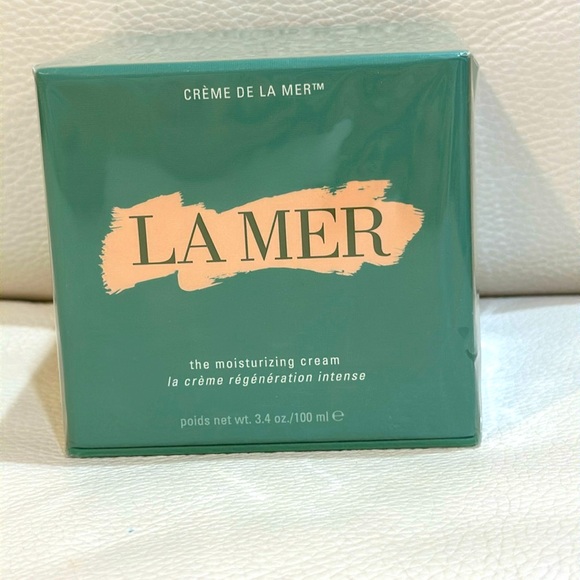 CRÈME DE LA MER™
LA MER
the moisturizing cream
la crème régénération intense
poids net wt. 3.4 oz./100 ml ℮